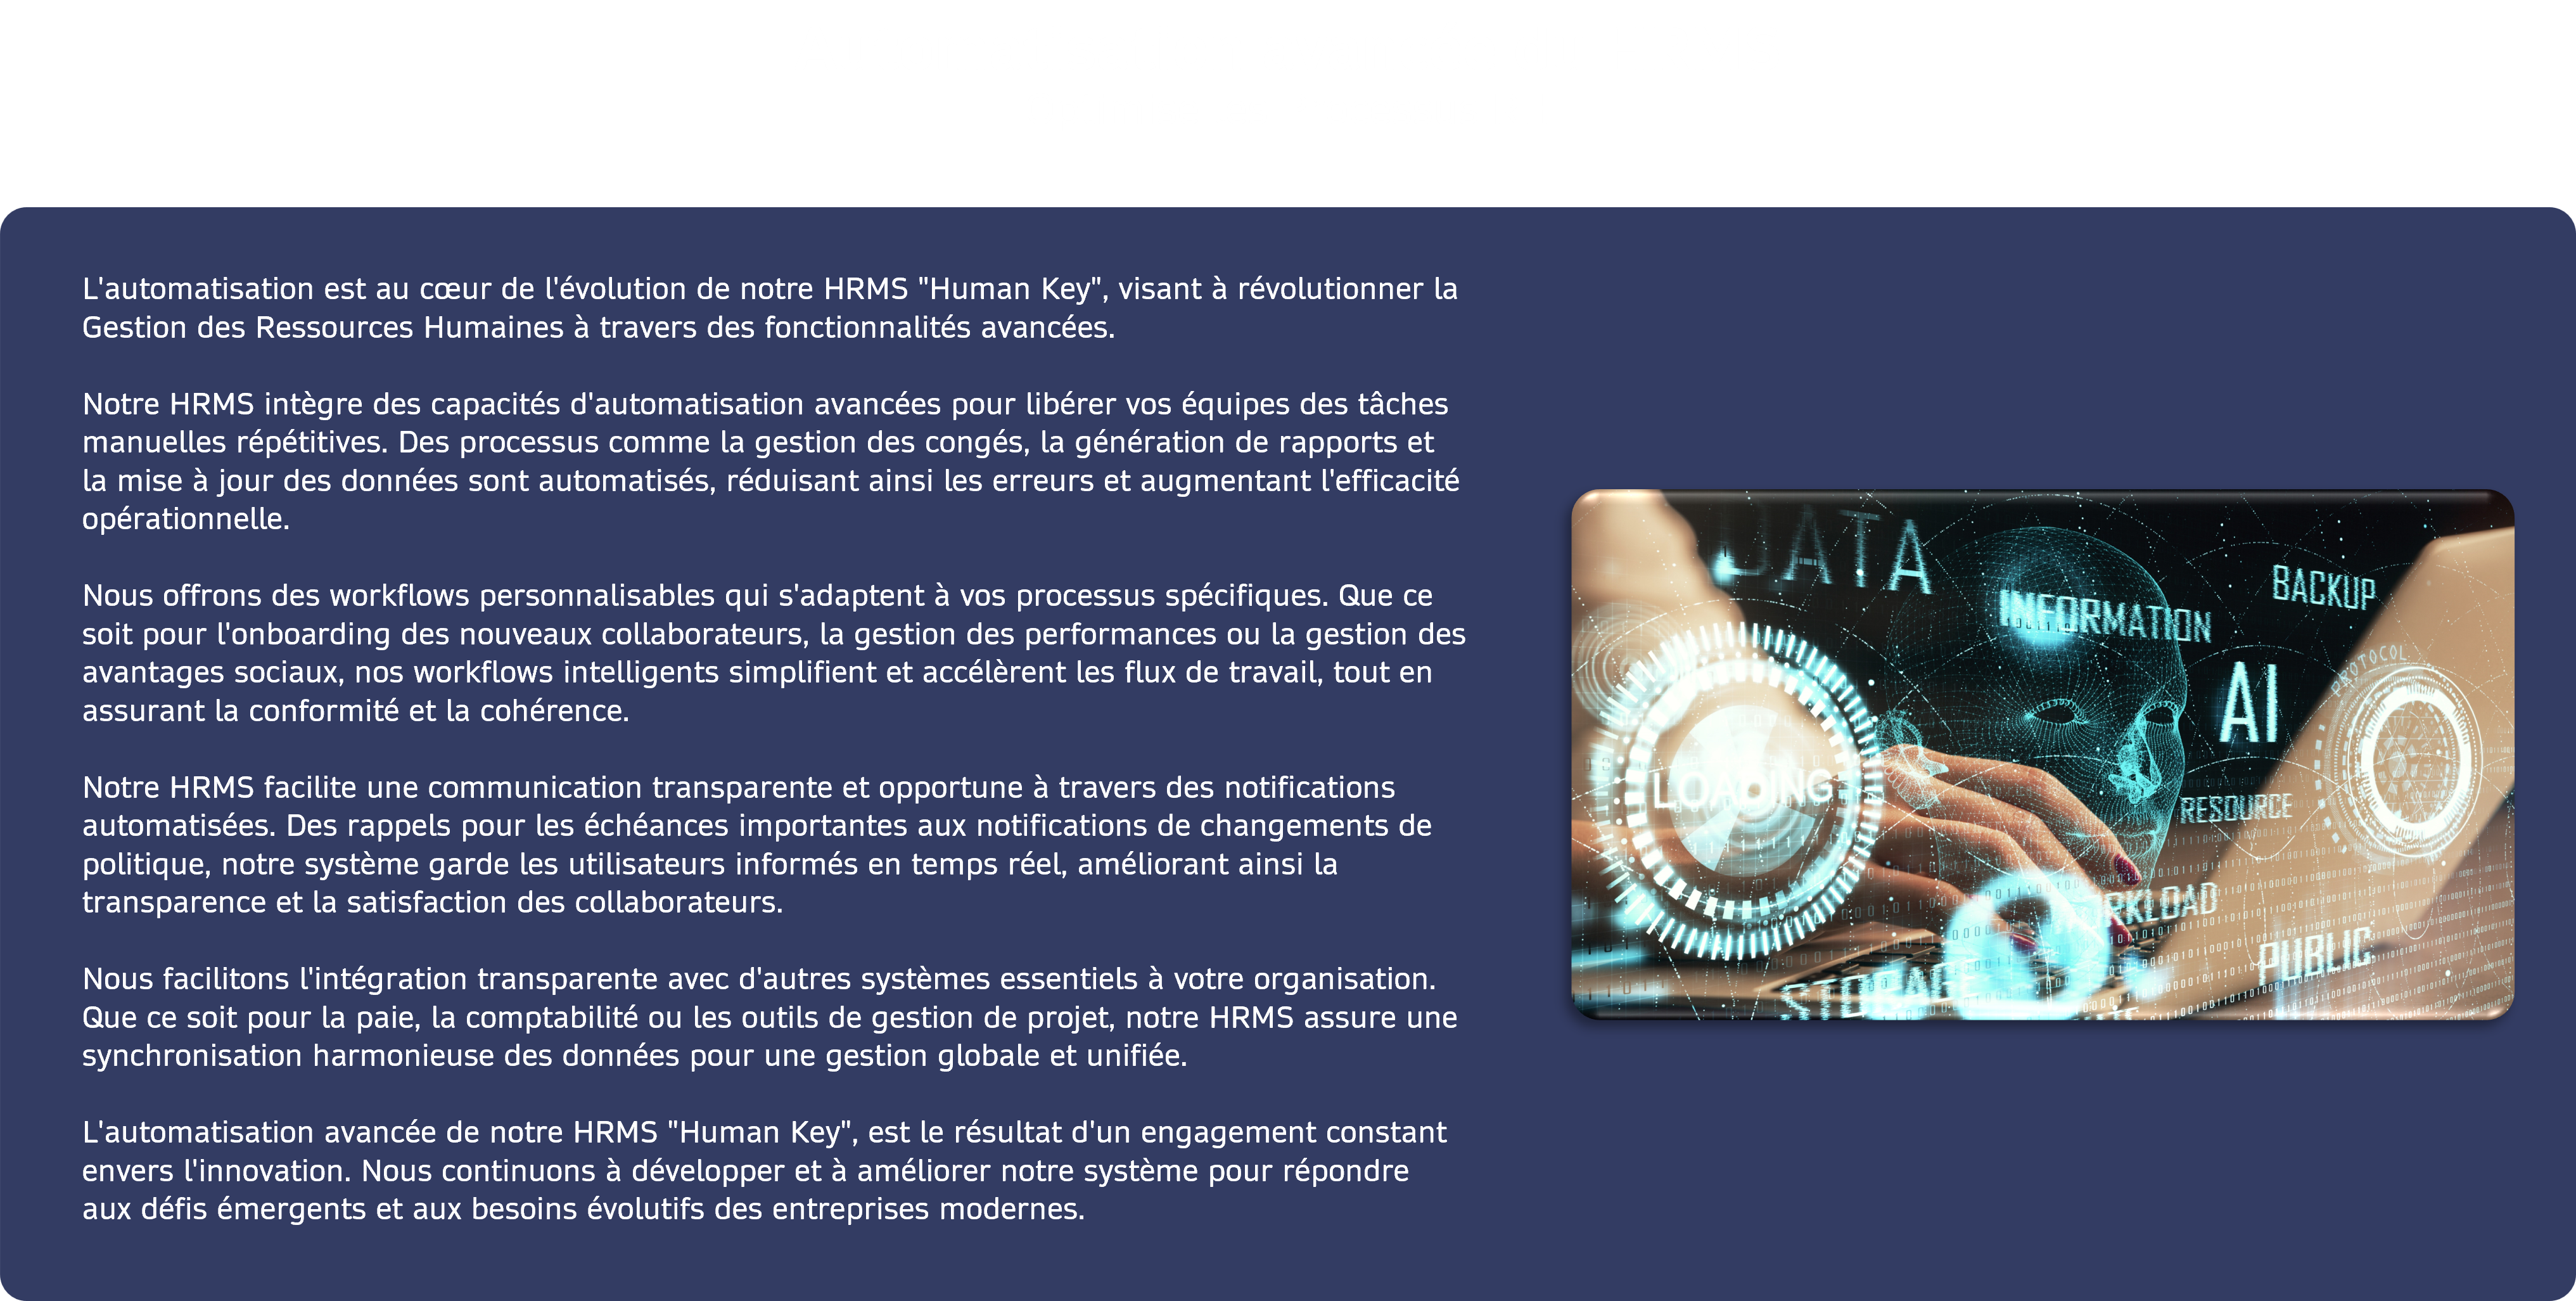 L'automatisation est au cœur de l'évolution de notre HRMS "Human Key", visant à révolutionner la
Gestion des Ressources Humaines à travers des fonctionnalités avancées.
Notre HRMS intègre des capacités d'automatisation avancées pour libérer vos équipes des tâches
manuelles répétitives. Des processus comme la gestion des congés, la génération de rapports et
la mise à jour des données sont automatisés, réduisant ainsi les erreurs et augmentant l'efficacité
opérationnelle.
Nous offrons des workflows personnalisables qui s'adaptent à vos processus spécifiques. Que ce
soit pour l'onboarding des nouveaux collaborateurs, la gestion des performances ou la gestion des
avantages sociaux, nos workflows intelligents simplifient et accélèrent les flux de travail, tout en
assurant la conformité et la cohérence.
Notre HRMS facilite une communication transparente et opportune à travers des notifications
automatisées. Des rappels pour les échéances importantes aux notifications de changements de
politique, notre système garde les utilisateurs informés en temps réel, améliorant ainsi la
transparence et la satisfaction des collaborateurs.
Nous facilitons l'intégration transparente avec d'autres systèmes essentiels à votre organisation.
Que ce soit pour la paie, la comptabilité ou les outils de gestion de projet, notre HRMS assure une
synchronisation harmonieuse des données pour une gestion globale et unifiée.
L'automatisation avancée de notre HRMS "Human Key", est le résultat d'un engagement constant
envers l'innovation. Nous continuons à développer et à améliorer notre système pour répondre
aux défis émergents et aux besoins évolutifs des entreprises modernes.
DATA
BACKUP
INFORMATION
PROTOCOL
AI
LOADING
RESOURCE
PUBLIC